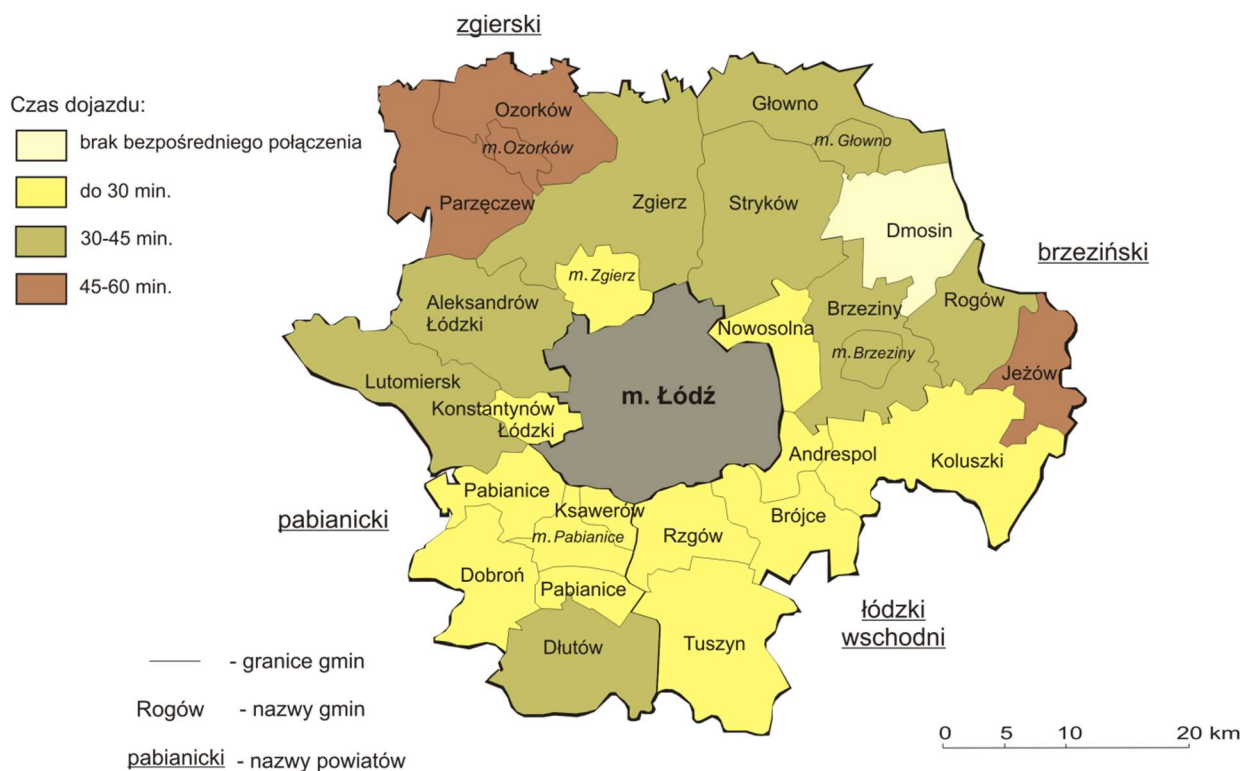 zgierski
Czas dojazdu:
brak bezpośredniego połączenia
do 30 min.
30-45 min.
45-60 min.
Ozorków
m. Ozorków
Parzęczew
Głowno
m. Głowno
Zgierz
Stryków
Dmosin
brzeziński
m. Zgierz
Aleksandrów
Łódzki
Nowosolna
Brzeziny
Rogów
m. Brzeziny
Jeżów
Lutomiersk
Konstantynów
Łódzki
m. Łódź
Andrespol
Koluszki
pabianicki
Pabianice
Ksawerów
m. Pabianice
Rzgów
Brójce
Dobroń
Pabianice
łódzki
wschodni
Dłutów
Tuszyn
- granice gmin
Rogów - nazwy gmin
pabianicki - nazwy powiatów
0 5 10 20 km